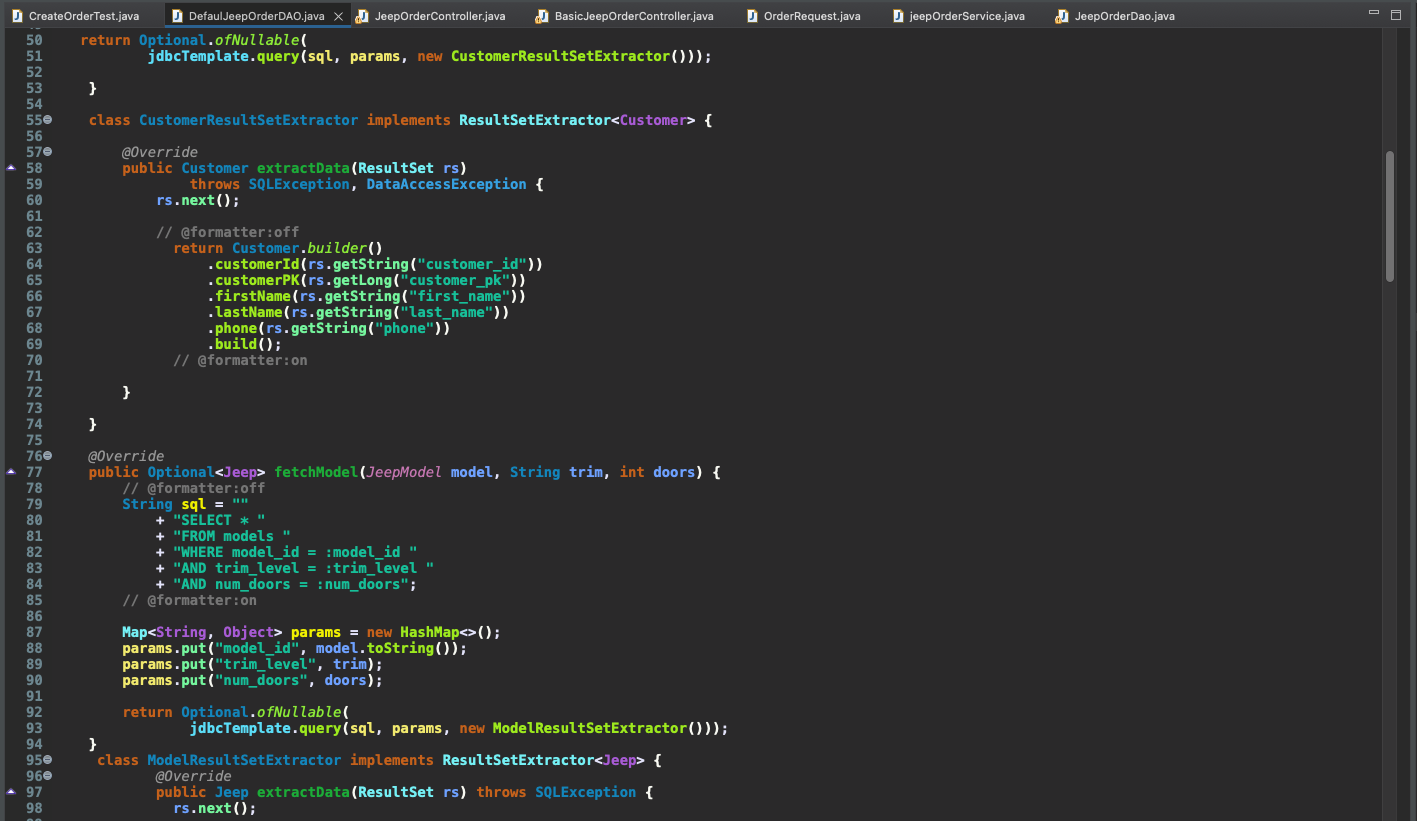 CreateOrderTest.java DefaulJeepOrderDAO.java JeepOrderController.java BasicJeepOrderController.java OrderRequest.java jeepOrderService.java JeepOrderDao.java
50 return Optional.ofNullable(
51 jdbcTemplate.query(sql, params, new CustomerResultSetExtractor()));
52
53 }
54
55 class CustomerResultSetExtractor implements ResultSetExtractor<Customer> {
56
57 @Override
58 public Customer extractData(ResultSet rs)
59 throws SQLException, DataAccessException {
60 rs.next();
61
62 // @formatter:off
63 return Customer.builder()
64 .customerId(rs.getString("customer_id"))
65 .customerPK(rs.getLong("customer_pk"))
66 .firstName(rs.getString("first_name"))
67 .lastName(rs.getString("last_name"))
68 .phone(rs.getString("phone"))
69 .build();
70 // @formatter:on
71
72 }
73
74 }
75
76 @Override
77 public Optional<Jeep> fetchModel(JeepModel model, String trim, int doors) {
78 // @formatter:off
79 String sql = ""
80 + "SELECT * "
81 + "FROM models "
82 + "WHERE model_id = :model_id "
83 + "AND trim_level = :trim_level "
84 + "AND num_doors = :num_doors";
85 // @formatter:on
86
87 Map<String, Object> params = new HashMap<>();
88 params.put("model_id", model.toString());
89 params.put("trim_level", trim);
90 params.put("num_doors", doors);
91
92 return Optional.ofNullable(
93 jdbcTemplate.query(sql, params, new ModelResultSetExtractor()));
94 }
95 class ModelResultSetExtractor implements ResultSetExtractor<Jeep> {
96 @Override
97 public Jeep extractData(ResultSet rs) throws SQLException {
98 rs.next();